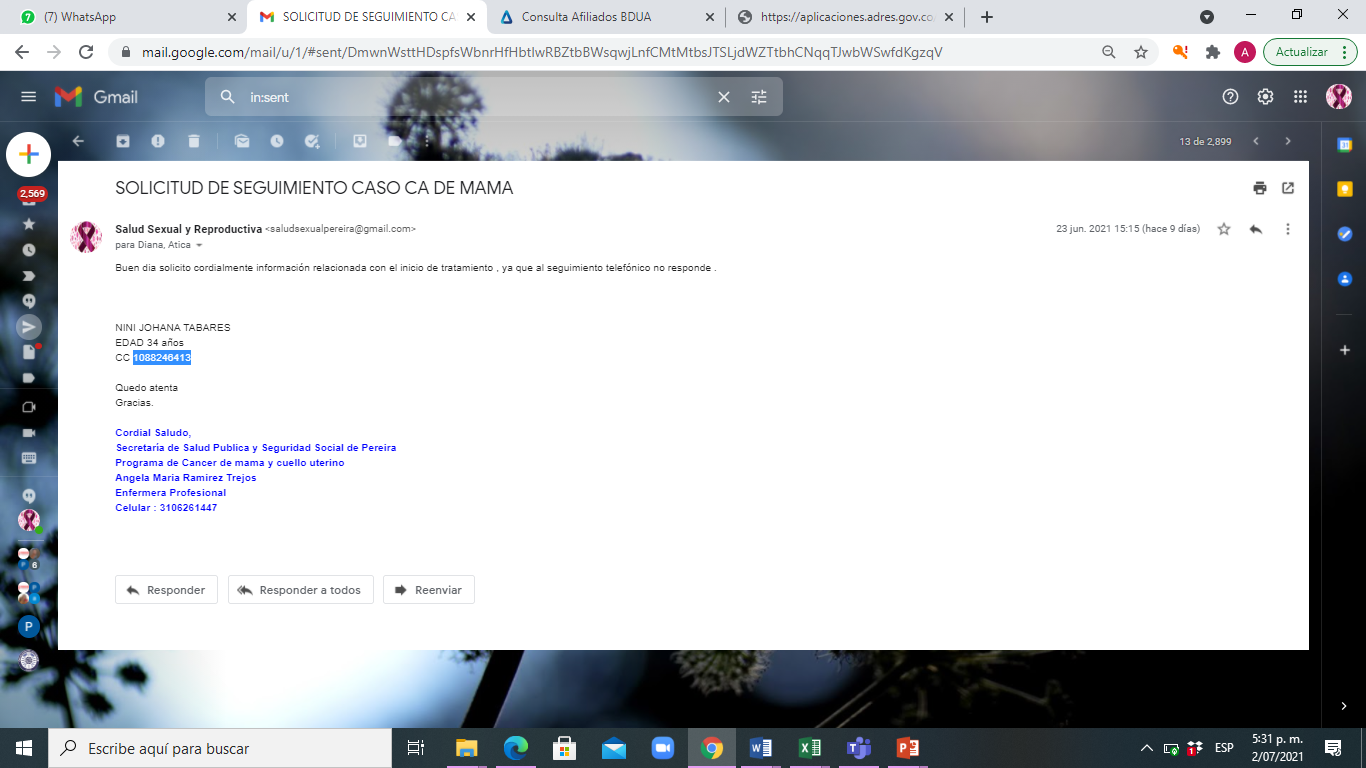 (7) WhatsApp
SOLICITUD DE SEGUIMIENTO CA
Consulta Afiliados BDUA
https://aplicaciones.adres.gov.co
mail.google.com/mail/u/1/#sent/DmwnWsttHDspfsWbnrHfHbtIwRBZtbBWsqwjLnfCMtMtbsJTSLjdWZTtbhCNqqTJwbWSwfdKgzqV
A
Actualizar
Gmail
in:sent
13 de 2,899
2,569
SOLICITUD DE SEGUIMIENTO CASO CA DE MAMA
Salud Sexual y Reproductiva <saludsexualpereira@gmail.com>
23 jun. 2021 15:15 (hace 9 días)
para Diana, Atica
Buen dia solicito cordialmente información relacionada con el inicio de tratamiento , ya que al seguimiento telefónico no responde .
NINI JOHANA TABARES
EDAD 34 años
CC 1088246413
Quedo atenta
Gracias.
Cordial Saludo,
Secretaría de Salud Publica y Seguridad Social de Pereira
Programa de Cancer de mama y cuello uterino
Angela Maria Ramirez Trejos
Enfermera Profesional
Celular : 3106261447
Responder
Responder a todos
Reenviar
6
P
Escribe aquí para buscar
ESP
5:31 p. m.
2/07/2021